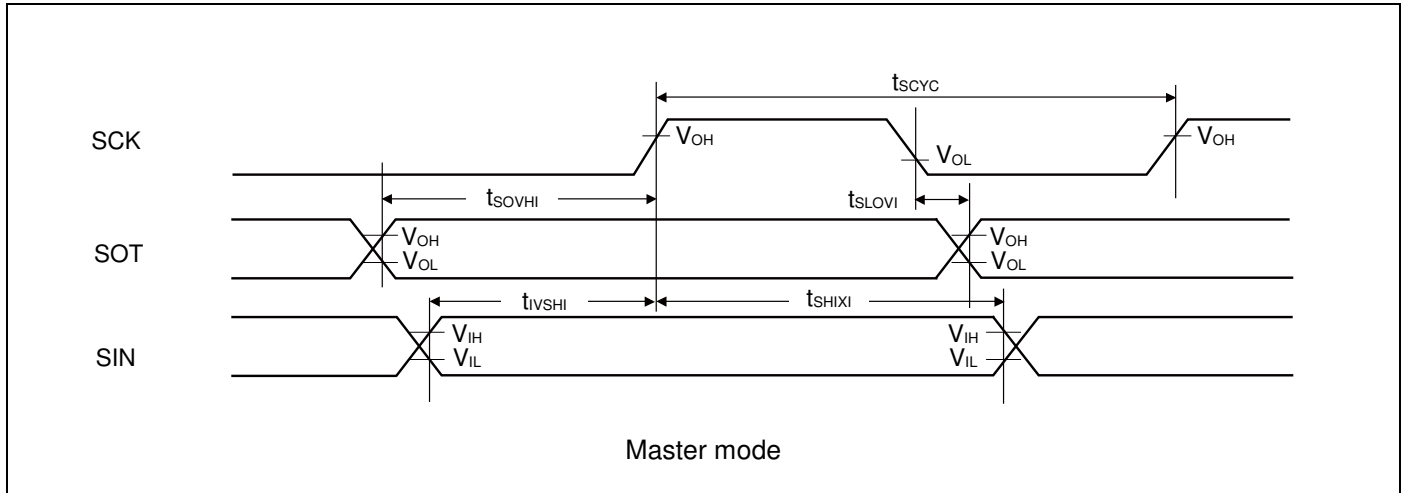 tSCYC
SCK
VOH
VOL
VOH
tSOVHI
tSLOVI
SOT
VOH
VOL
VOH
VOL
tIVSHI
tSHIXI
SIN
VIH
VIL
VIH
VIL
Master mode